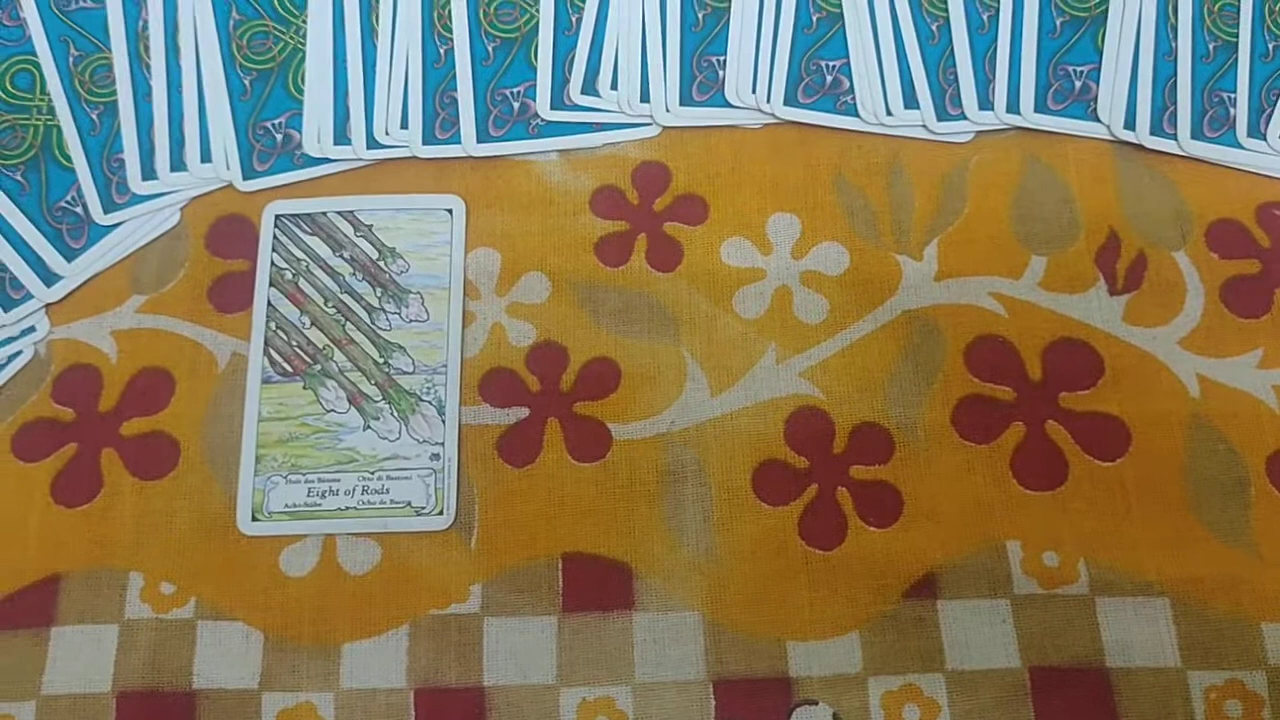 Huit des Bâtons Otto di Bastoni
Eight of Rods
Acht-Stäbe Ocho de Bastos